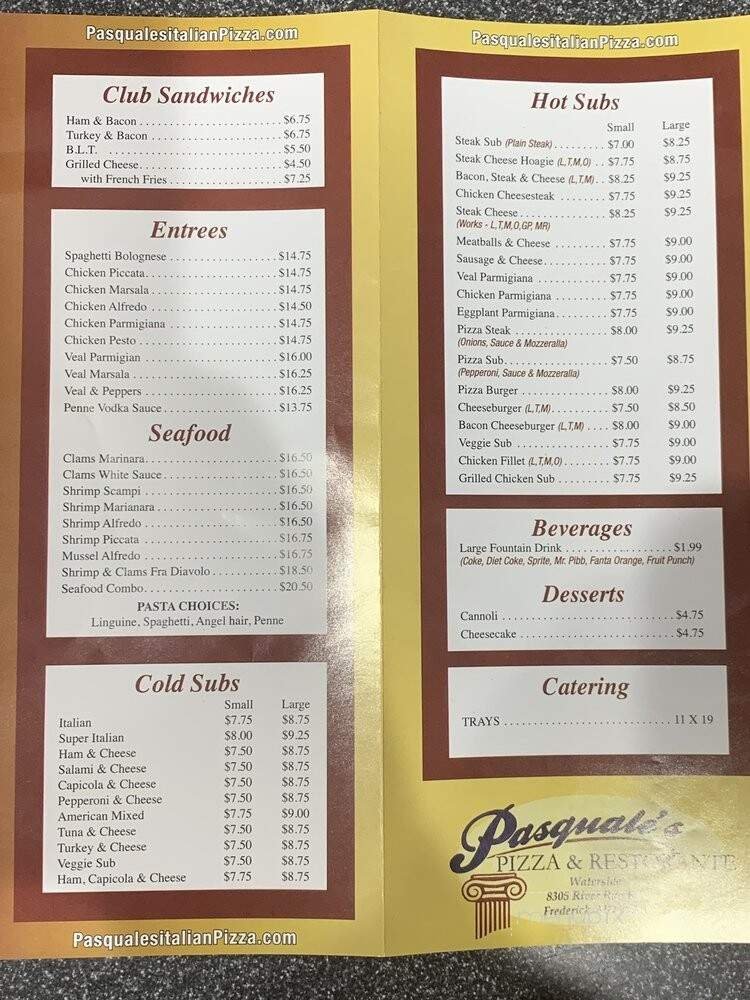 PasqualesitalianPizza.com
Club Sandwiches
Ham & Bacon . . . . . . . . . . . . . . . . . . . . . $6.75
Turkey & Bacon . . . . . . . . . . . . . . . . . . . $6.75
B.L.T. . . . . . . . . . . . . . . . . . . . . . . . . . $5.50
Grilled Cheese. . . . . . . . . . . . . . . . . . . . . $4.50
with French Fries . . . . . . . . . . . . . . . . . $7.25
Entrees
Spaghetti Bolognese . . . . . . . . . . . . . . . . $14.75
Chicken Piccata. . . . . . . . . . . . . . . . . . . $14.75
Chicken Marsala . . . . . . . . . . . . . . . . . . $14.75
Chicken Alfredo . . . . . . . . . . . . . . . . . . $14.50
Chicken Parmigiana . . . . . . . . . . . . . . . . $14.75
Chicken Pesto . . . . . . . . . . . . . . . . . . . . $14.75
Veal Parmigian . . . . . . . . . . . . . . . . . . . $16.00
Veal Marsala . . . . . . . . . . . . . . . . . . . . . $16.25
Veal & Peppers . . . . . . . . . . . . . . . . . . . $16.25
Penne Vodka Sauce. . . . . . . . . . . . . . . . . $13.75
Seafood
Clams Marinara. . . . . . . . . . . . . . . . . . . $16.50
Clams White Sauce. . . . . . . . . . . . . . . . . $16.50
Shrimp Scampi . . . . . . . . . . . . . . . . . . . $16.50
Shrimp Marianara . . . . . . . . . . . . . . . . . . $16.50
Shrimp Alfredo . . . . . . . . . . . . . . . . . . . $16.50
Shrimp Piccata . . . . . . . . . . . . . . . . . . . $16.75
Mussel Alfredo . . . . . . . . . . . . . . . . . . . $16.75
Shrimp & Clams Fra Diavolo . . . . . . . . . . . $18.50
Seafood Combo. . . . . . . . . . . . . . . . . . . . $20.50
PASTA CHOICES:
Linguine, Spaghetti, Angel hair, Penne
Cold Subs
Small Large
Italian $7.75 $8.75
Super Italian $8.00 $9.25
Ham & Cheese $7.50 $8.75
Salami & Cheese $7.50 $8.75
Capicola & Cheese $7.50 $8.75
Pepperoni & Cheese $7.50 $8.75
American Mixed $7.75 $9.00
Tuna & Cheese $7.50 $8.75
Turkey & Cheese $7.50 $8.75
Veggie Sub $7.50 $8.75
Ham, Capicola & Cheese $7.75 $8.75
PasqualesitalianPizza.com
PasqualesitalianPizza.com
Hot Subs
Small Large
Steak Sub (Plain Steak) . . . . . . . . $7.00 $8.25
Steak Cheese Hoagie (L,T,M,O) . . $7.75 $8.75
Bacon, Steak & Cheese (L,T,M). . $8.25 $9.25
Chicken Cheesesteak . . . . . . . . $7.75 $9.25
Steak Cheese. . . . . . . . . . . . . . $8.25 $9.25
(Works - L,T,M,O,GP, MR)
Meatballs & Cheese . . . . . . . . . $7.75 $9.00
Sausage & Cheese. . . . . . . . . . . $7.75 $9.00
Veal Parmigiana . . . . . . . . . . . $7.75 $9.00
Chicken Parmigiana . . . . . . . . . $7.75 $9.00
Eggplant Parmigiana. . . . . . . . . $7.75 $9.00
Pizza Steak . . . . . . . . . . . . . . . $8.00 $9.25
(Onions, Sauce & Mozzeralla)
Pizza Sub. . . . . . . . . . . . . . . . . $7.50 $8.75
(Pepperoni, Sauce & Mozzeralla)
Pizza Burger . . . . . . . . . . . . . . $8.00 $9.25
Cheeseburger (L,T,M). . . . . . . . . $7.50 $8.50
Bacon Cheeseburger (L,T,M) . . . . $8.00 $9.00
Veggie Sub . . . . . . . . . . . . . . . $7.75 $9.00
Chicken Fillet (L,T,M,O). . . . . . . . $7.75 $9.00
Grilled Chicken Sub . . . . . . . . . $7.75 $9.25
Beverages
Large Fountain Drink . . . . . . . . . . . . . . . . $1.99
(Coke, Diet Coke, Sprite, Mr. Pibb, Fanta Orange, Fruit Punch)
Desserts
Cannoli . . . . . . . . . . . . . . . . . . . . . . . . . $4.75
Cheesecake . . . . . . . . . . . . . . . . . . . . . . $4.75
Catering
TRAYS . . . . . . . . . . . . . . . . . . . . . . . . 11 X 19
Pasquale's
PIZZA & RESTORANTE
Waterside
8305 River Run
Frederick